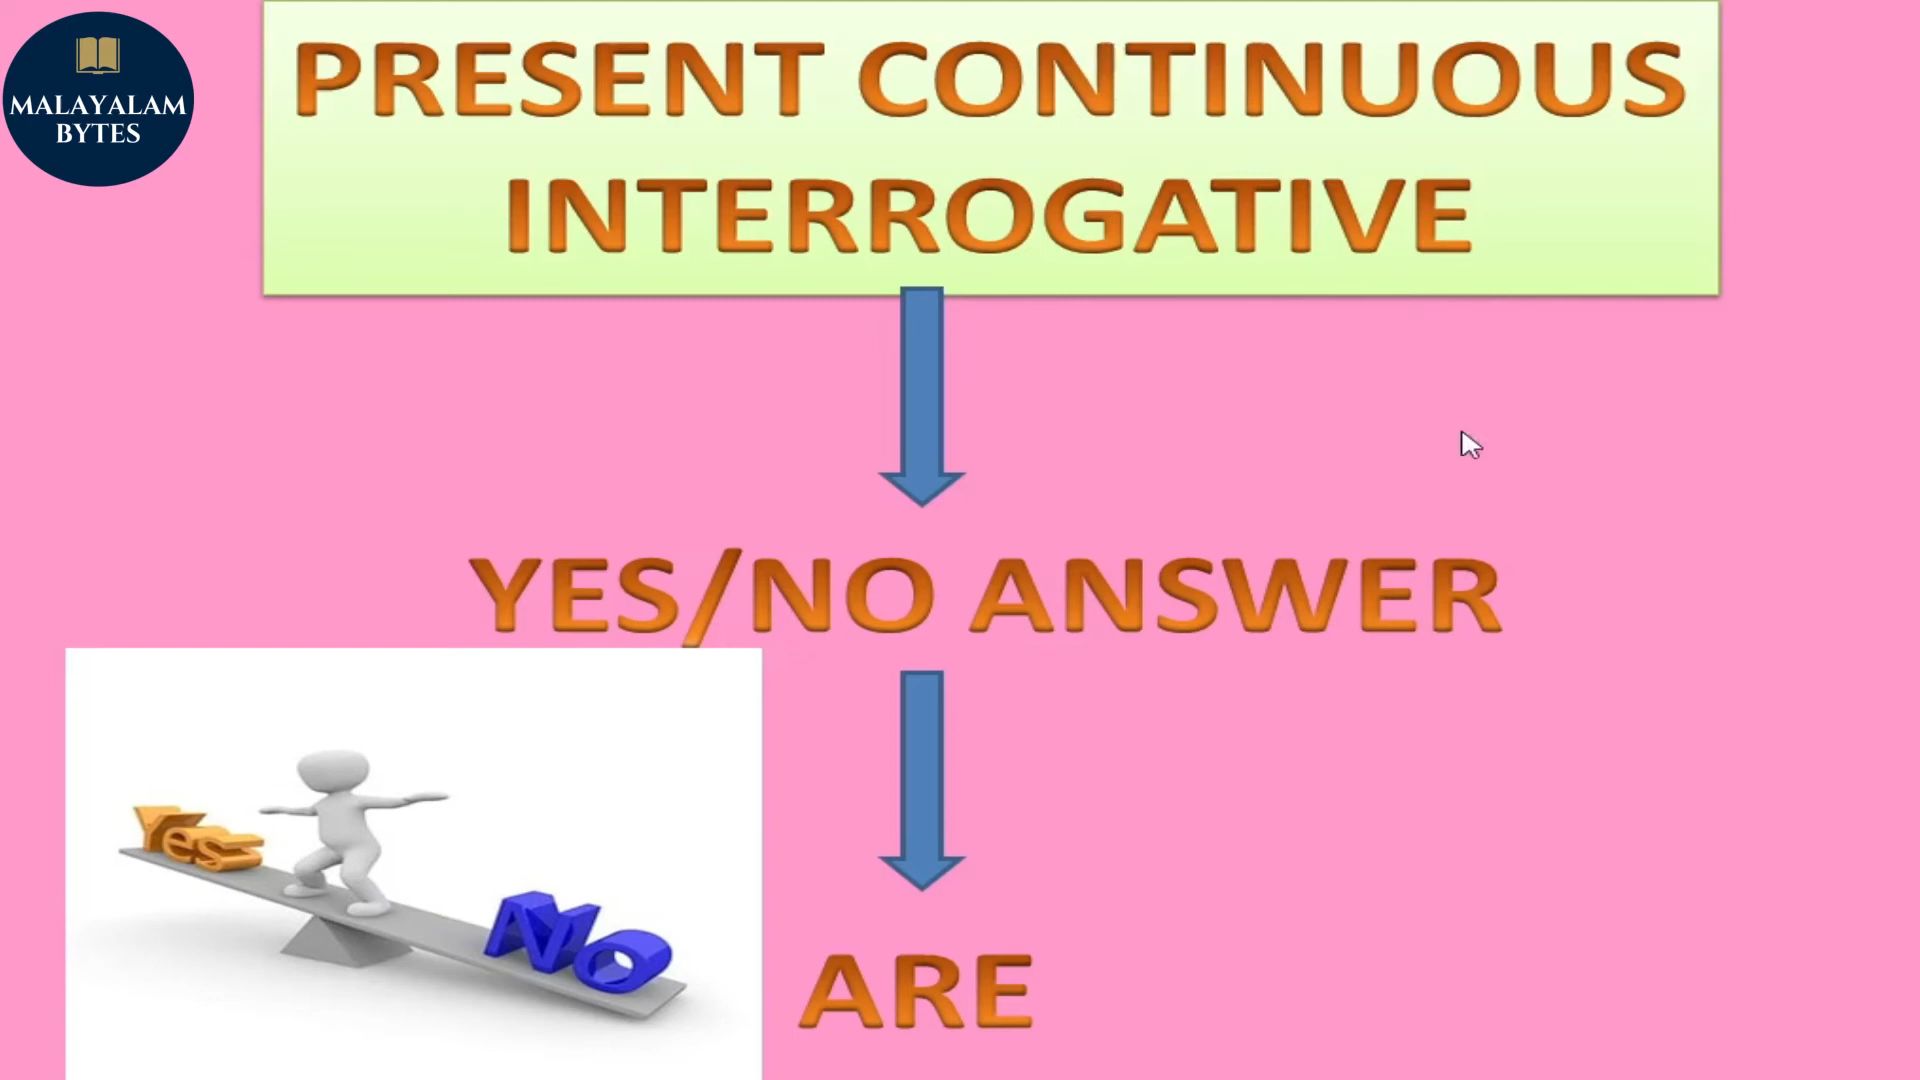 MALAYALAM
BYTES
PRESENT CONTINUOUS
INTERROGATIVE
YES/NO ANSWER
Yes
NO
ARE